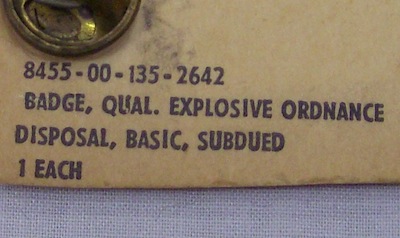 8455-00-135-2642
BADGE, QUAL. EXPLOSIVE ORDNANCE
DISPOSAL, BASIC, SUBDUED
1 EACH